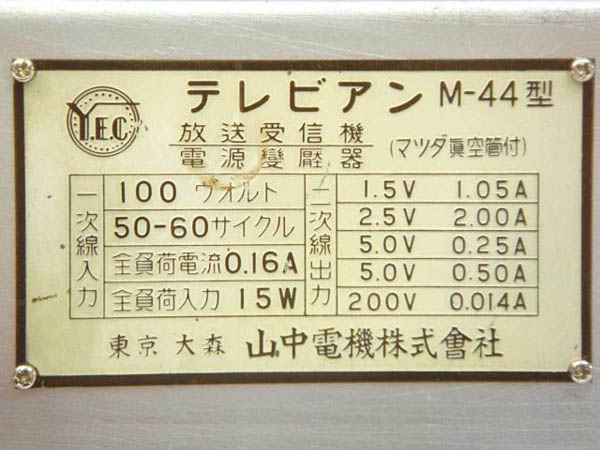 Y.E.C.
テレビアン M-44型
放送受信機
電源變壓器
(マツダ眞空管付)
一次線入力
100 ヴオルト
50-60サイクル
全負荷電流 0.16A
全負荷入力 15W
二次線出力
1.5V 1.05A
2.5V 2.00A
5.0V 0.25A
5.0V 0.50A
200V 0.014A
東京 大森 山中電機株式會社